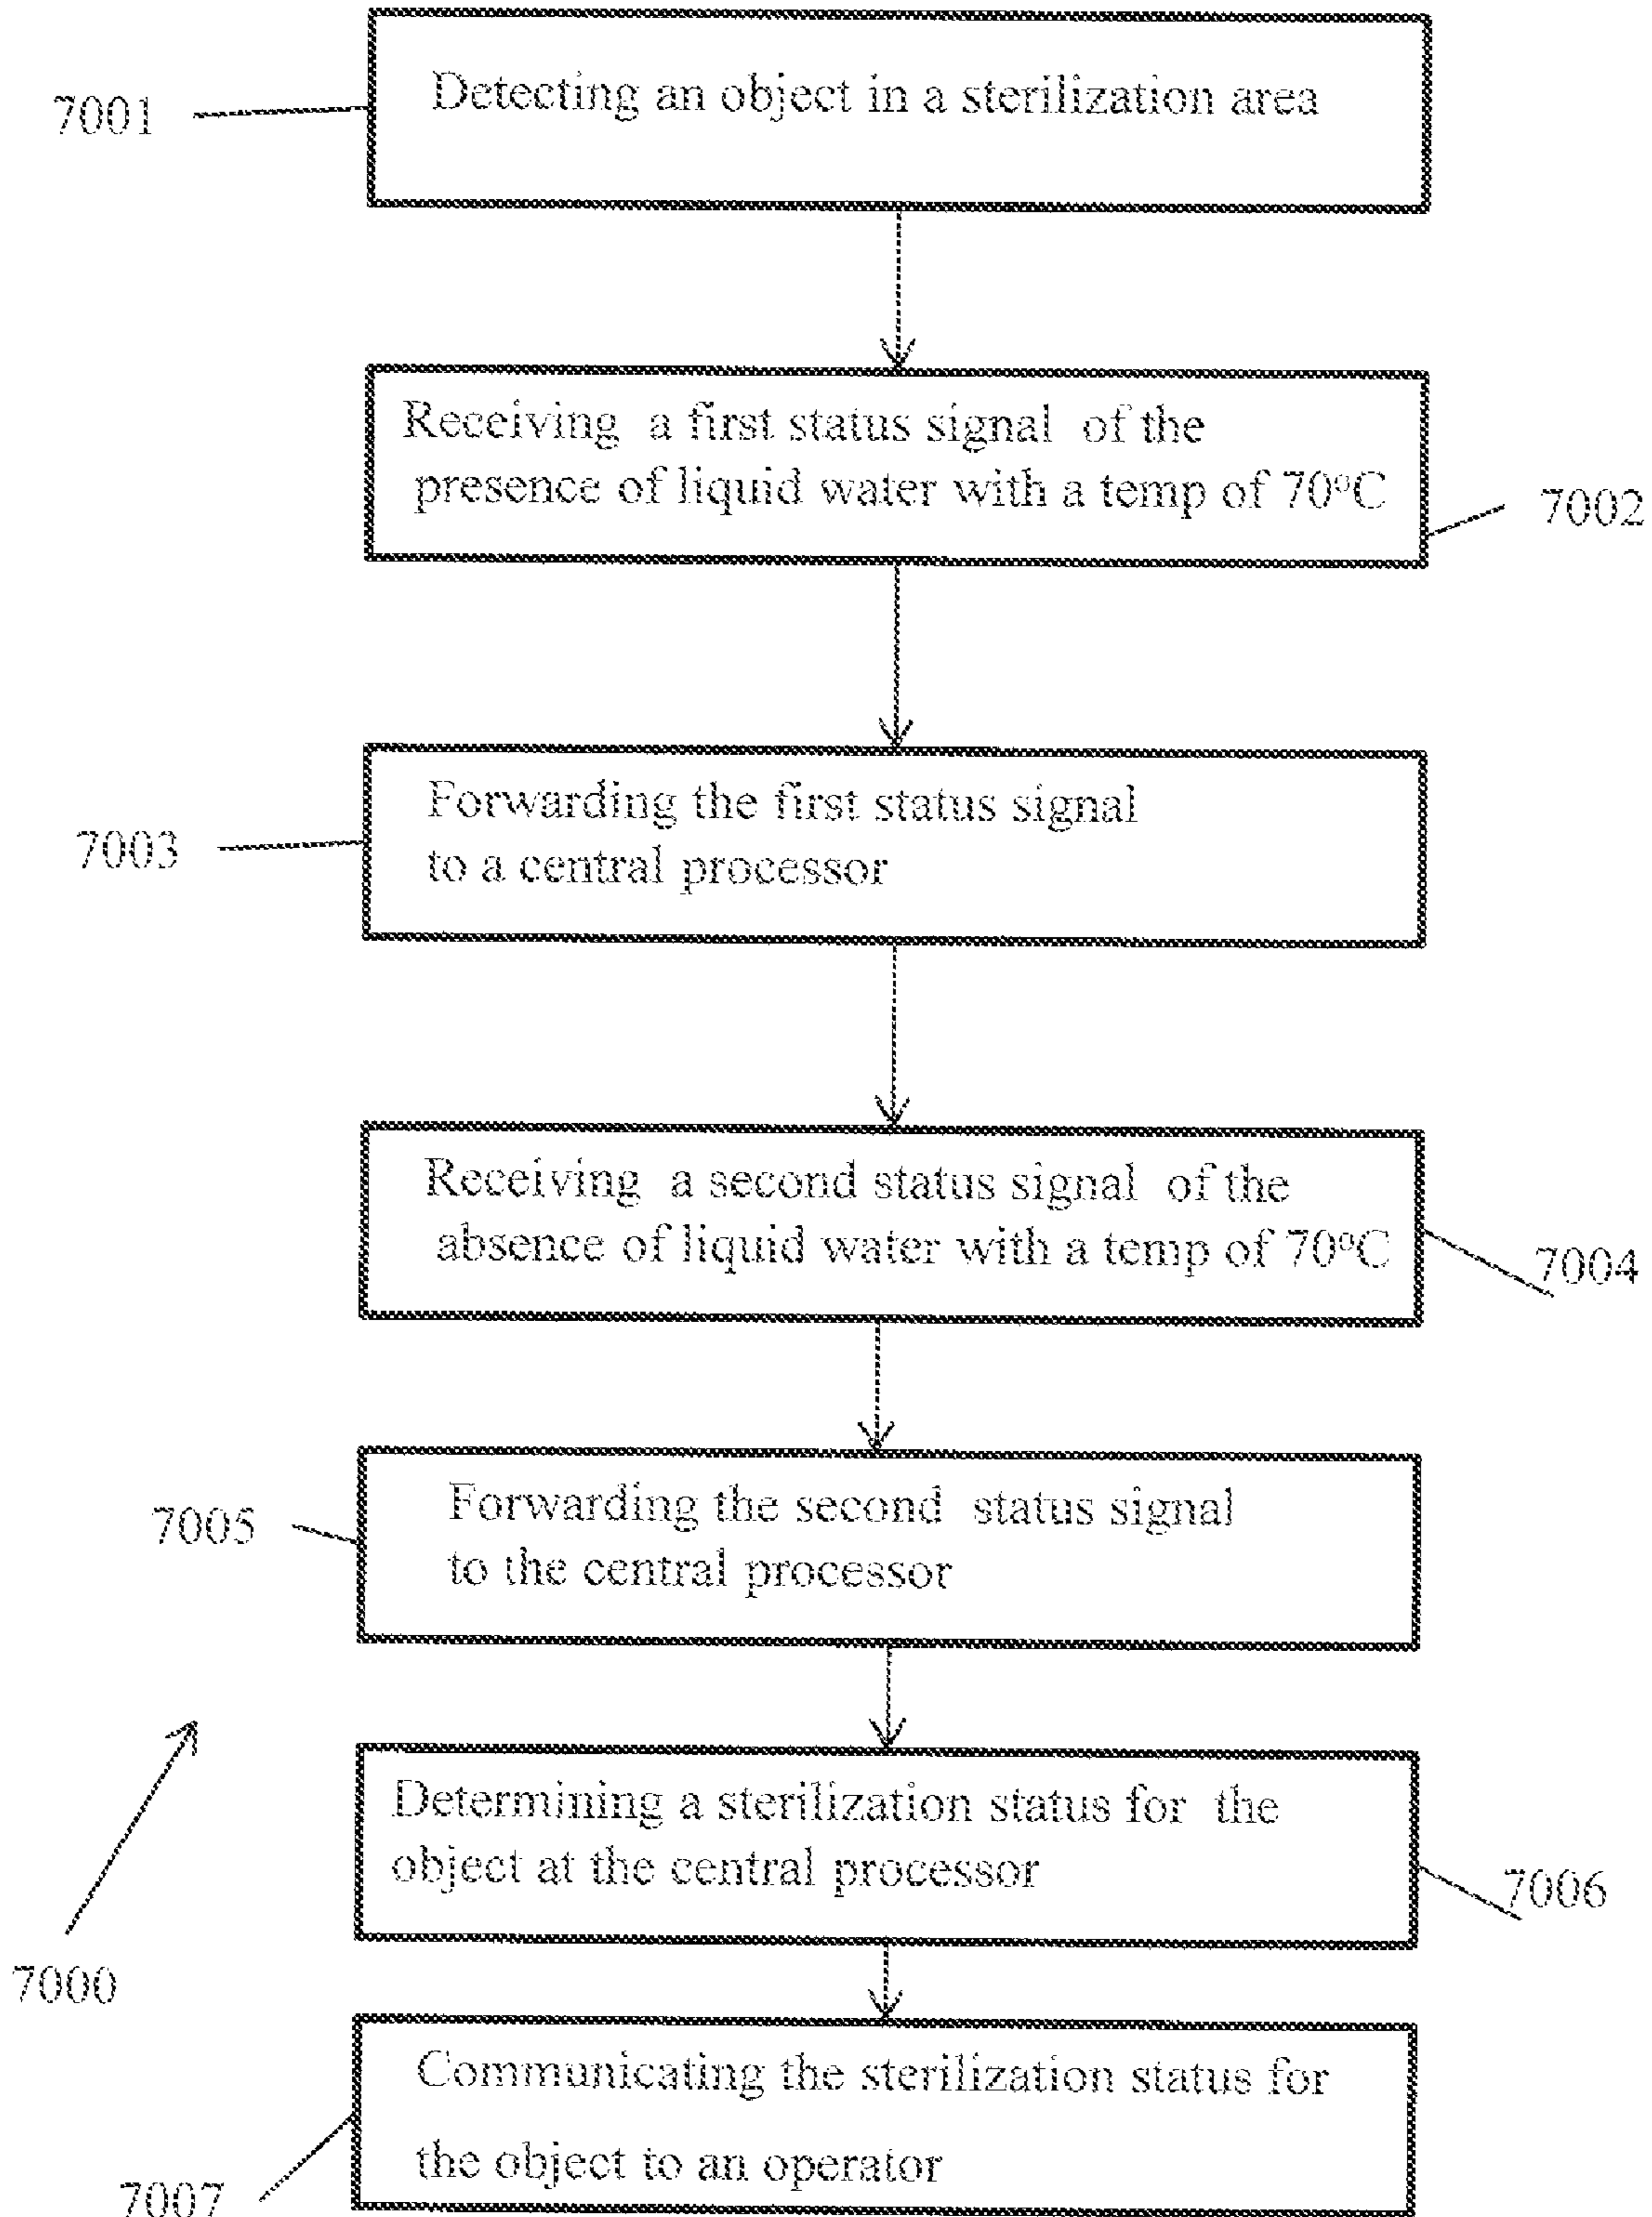 Detecting an object in a sterilization area
7001
Receiving a first status signal of the
presence of liquid water with a temp of 70ºC
7002
Forwarding the first status signal
to a central processor
7003
Receiving a second status signal of the
absence of liquid water with a temp of 70ºC
7004
Forwarding the second status signal
to the central processor
7005
Determining a sterilization status for the
object at the central processor
7006
7000
Communicating the sterilization status for
the object to an operator
7007